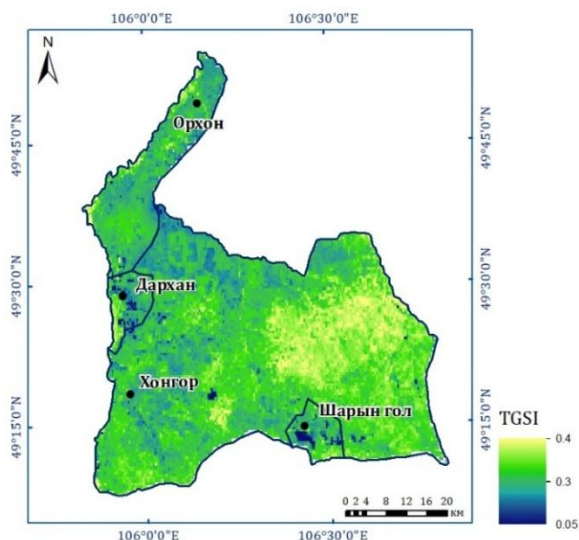 106°0'0"E
106°30'0"E
N
49°45'0"N
49°45'0"N
Орхон
49°30'0"N
49°30'0"N
Дархан
Хонгор
Шарын гол
49°15'0"N
49°15'0"N
TGSI
0.4
0.3
0.05
0 2 4 8 12 16 20
км
106°0'0"E
106°30'0"E